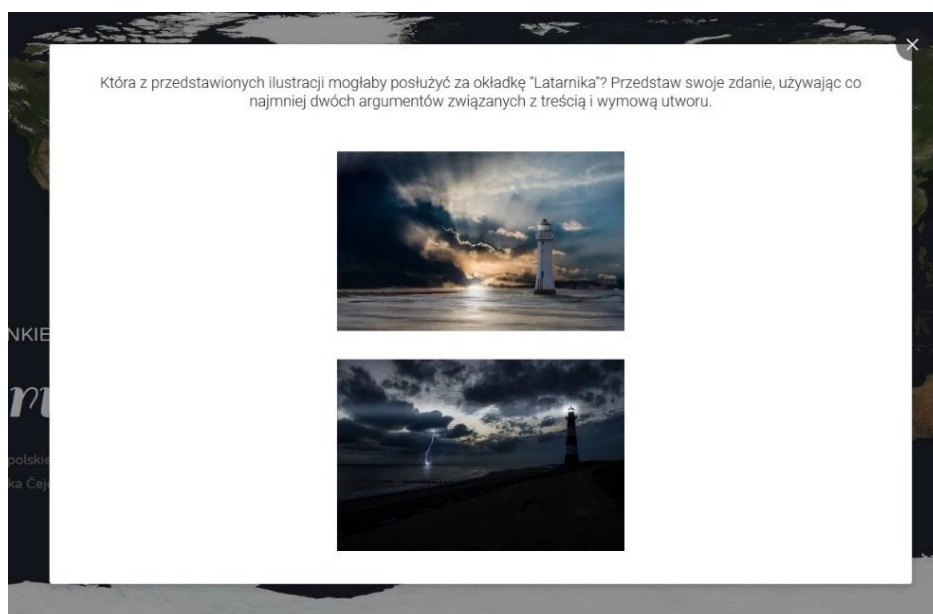 Która z przedstawionych ilustracji mogłaby posłużyć za okładkę "Latarnika"? Przedstaw swoje zdanie, używając co
najmniej dwóch argumentów związanych z treścią i wymową utworu.
NKIE
polskie
ka Čej